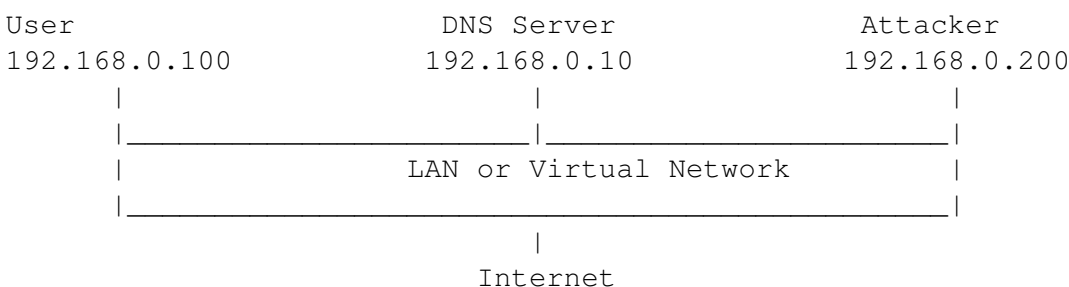 User DNS Server Attacker
192.168.0.100 192.168.0.10 192.168.0.200
LAN or Virtual Network
Internet